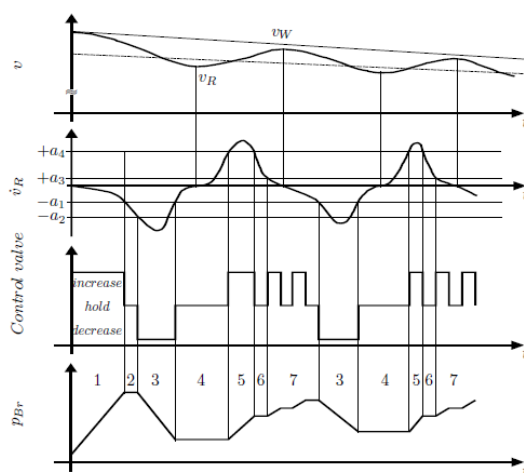 v_W
v
v_R
t
+a_4
+a_3
v̇_R
t
−a_1
−a_2
Control valve
increase
hold
decrease
t
1 2 3 4 5 6 7 3 4 5 6 7
p_Br
t